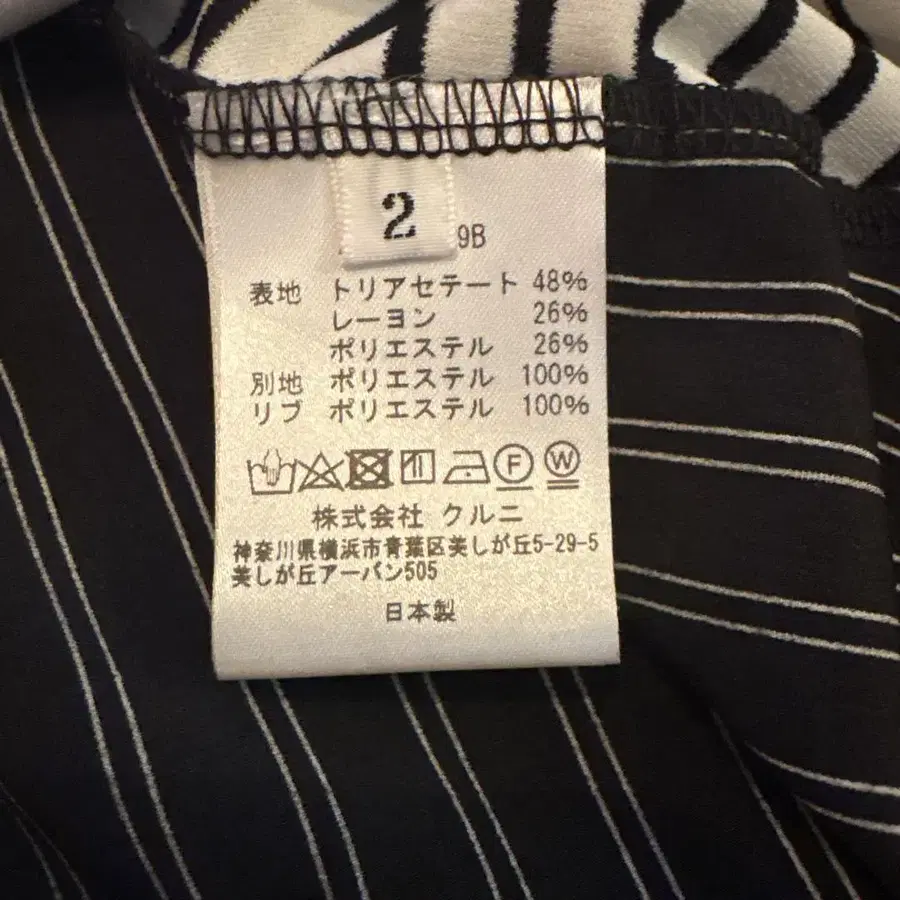 2
9B
表地 トリアセテート 48%
レーヨン 26%
ポリエステル 26%
別地 ポリエステル 100%
リブ ポリエステル 100%
F W
株式会社 クルニ
神奈川県横浜市青葉区美しが丘5-29-5
美しが丘アーバン505
日本製